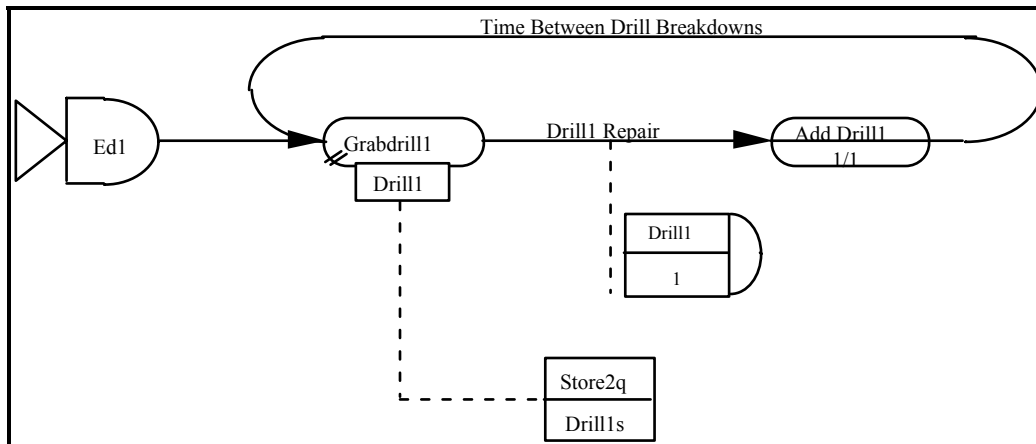 Time Between Drill Breakdowns
Ed1
Grabdrill1
Drill1 Repair
Add Drill1
1/1
Drill1
Drill1
1
Store2q
Drill1s